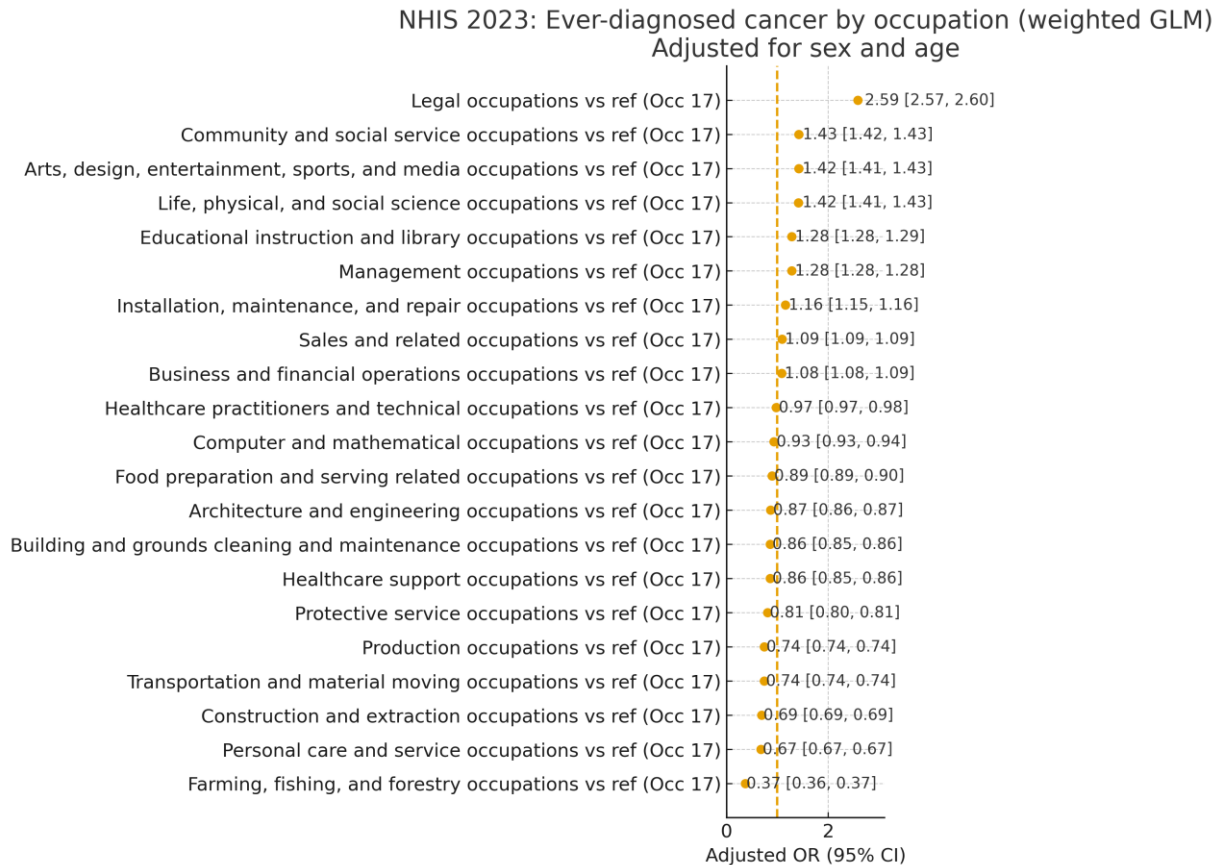 NHIS 2023: Ever-diagnosed cancer by occupation (weighted GLM)
Adjusted for sex and age
Legal occupations vs ref (Occ 17) 2.59 [2.57, 2.60]
Community and social service occupations vs ref (Occ 17) 1.43 [1.42, 1.43]
Arts, design, entertainment, sports, and media occupations vs ref (Occ 17) 1.42 [1.41, 1.43]
Life, physical, and social science occupations vs ref (Occ 17) 1.42 [1.41, 1.43]
Educational instruction and library occupations vs ref (Occ 17) 1.28 [1.28, 1.29]
Management occupations vs ref (Occ 17) 1.28 [1.28, 1.28]
Installation, maintenance, and repair occupations vs ref (Occ 17) 1.16 [1.15, 1.16]
Sales and related occupations vs ref (Occ 17) 1.09 [1.09, 1.09]
Business and financial operations occupations vs ref (Occ 17) 1.08 [1.08, 1.09]
Healthcare practitioners and technical occupations vs ref (Occ 17) 0.97 [0.97, 0.98]
Computer and mathematical occupations vs ref (Occ 17) 0.93 [0.93, 0.94]
Food preparation and serving related occupations vs ref (Occ 17) 0.89 [0.89, 0.90]
Architecture and engineering occupations vs ref (Occ 17) 0.87 [0.86, 0.87]
Building and grounds cleaning and maintenance occupations vs ref (Occ 17) 0.86 [0.85, 0.86]
Healthcare support occupations vs ref (Occ 17) 0.86 [0.85, 0.86]
Protective service occupations vs ref (Occ 17) 0.81 [0.80, 0.81]
Production occupations vs ref (Occ 17) 0.74 [0.74, 0.74]
Transportation and material moving occupations vs ref (Occ 17) 0.74 [0.74, 0.74]
Construction and extraction occupations vs ref (Occ 17) 0.69 [0.69, 0.69]
Personal care and service occupations vs ref (Occ 17) 0.67 [0.67, 0.67]
Farming, fishing, and forestry occupations vs ref (Occ 17) 0.37 [0.36, 0.37]
0 2
Adjusted OR (95% CI)